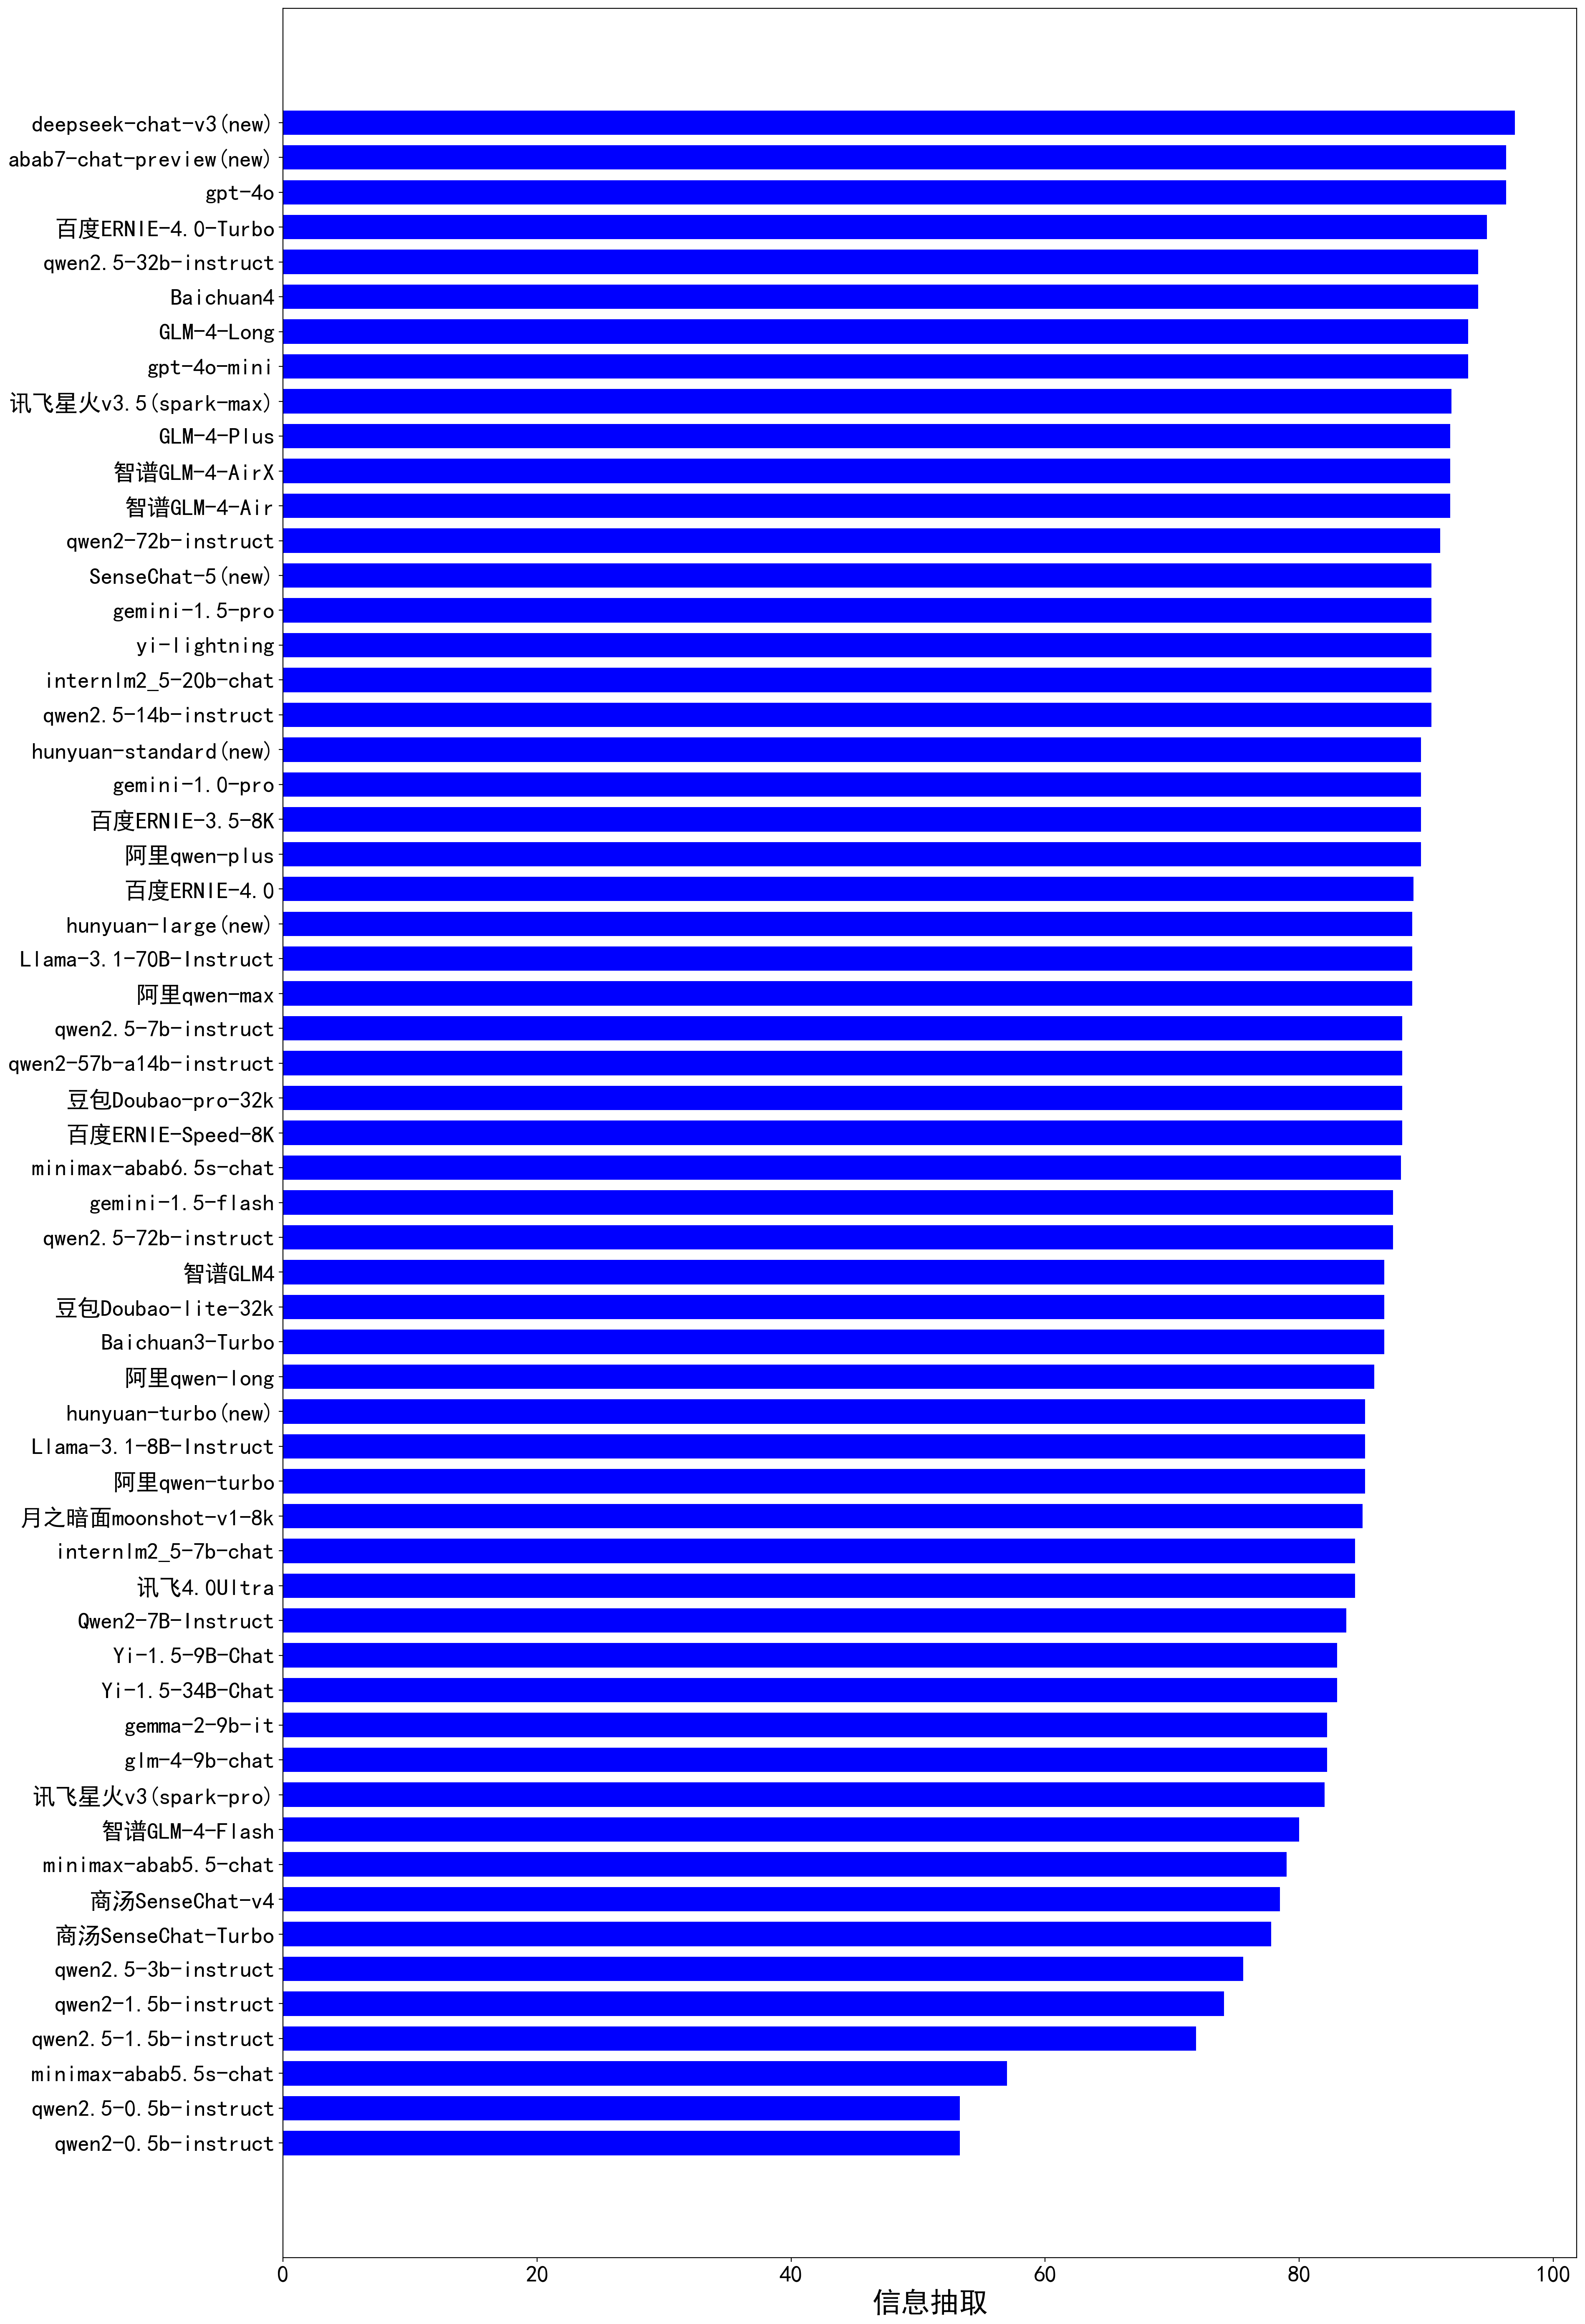 deepseek-chat-v3(new)
abab7-chat-preview(new)
gpt-4o
百度ERNIE-4.0-Turbo
qwen2.5-32b-instruct
Baichuan4
GLM-4-Long
gpt-4o-mini
讯飞星火v3.5(spark-max)
GLM-4-Plus
智谱GLM-4-AirX
智谱GLM-4-Air
qwen2-72b-instruct
SenseChat-5(new)
gemini-1.5-pro
yi-lightning
internlm2_5-20b-chat
qwen2.5-14b-instruct
hunyuan-standard(new)
gemini-1.0-pro
百度ERNIE-3.5-8K
阿里qwen-plus
百度ERNIE-4.0
hunyuan-large(new)
Llama-3.1-70B-Instruct
阿里qwen-max
qwen2.5-7b-instruct
qwen2-57b-a14b-instruct
豆包Doubao-pro-32k
百度ERNIE-Speed-8K
minimax-abab6.5s-chat
gemini-1.5-flash
qwen2.5-72b-instruct
智谱GLM4
豆包Doubao-lite-32k
Baichuan3-Turbo
阿里qwen-long
hunyuan-turbo(new)
Llama-3.1-8B-Instruct
阿里qwen-turbo
月之暗面moonshot-v1-8k
internlm2_5-7b-chat
讯飞4.0Ultra
Qwen2-7B-Instruct
Yi-1.5-9B-Chat
Yi-1.5-34B-Chat
gemma-2-9b-it
glm-4-9b-chat
讯飞星火v3(spark-pro)
智谱GLM-4-Flash
minimax-abab5.5-chat
商汤SenseChat-v4
商汤SenseChat-Turbo
qwen2.5-3b-instruct
qwen2-1.5b-instruct
qwen2.5-1.5b-instruct
minimax-abab5.5s-chat
qwen2.5-0.5b-instruct
qwen2-0.5b-instruct
0 20 40 60 80 100
信息抽取